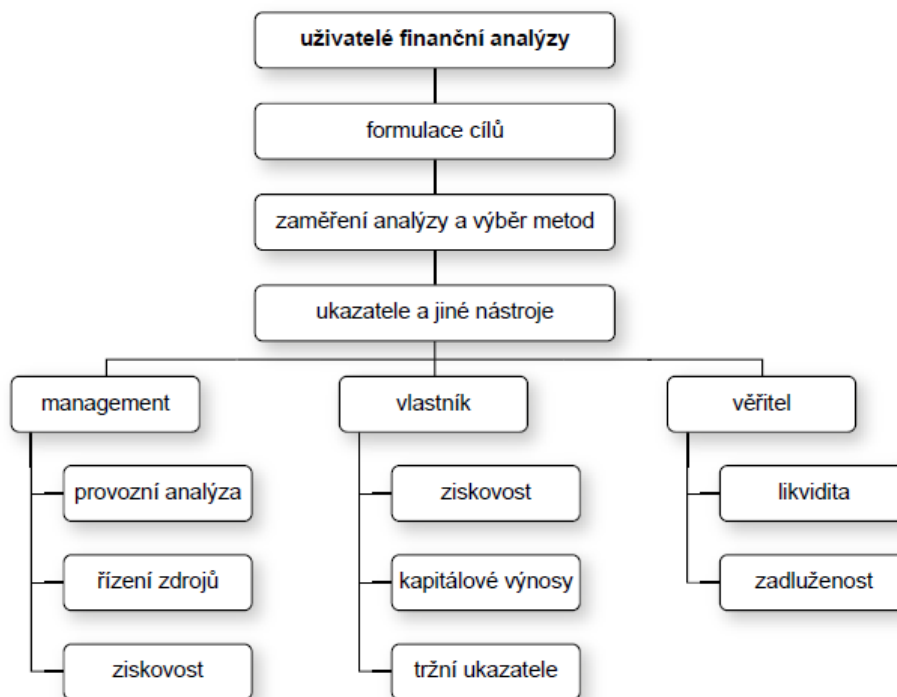 uživatelé finanční analýzy
formulace cílů
zaměření analýzy a výběr metod
ukazatele a jiné nástroje
management
vlastník
věřitel
provozní analýza
ziskovost
likvidita
řízení zdrojů
kapitálové výnosy
zadluženost
ziskovost
tržní ukazatele